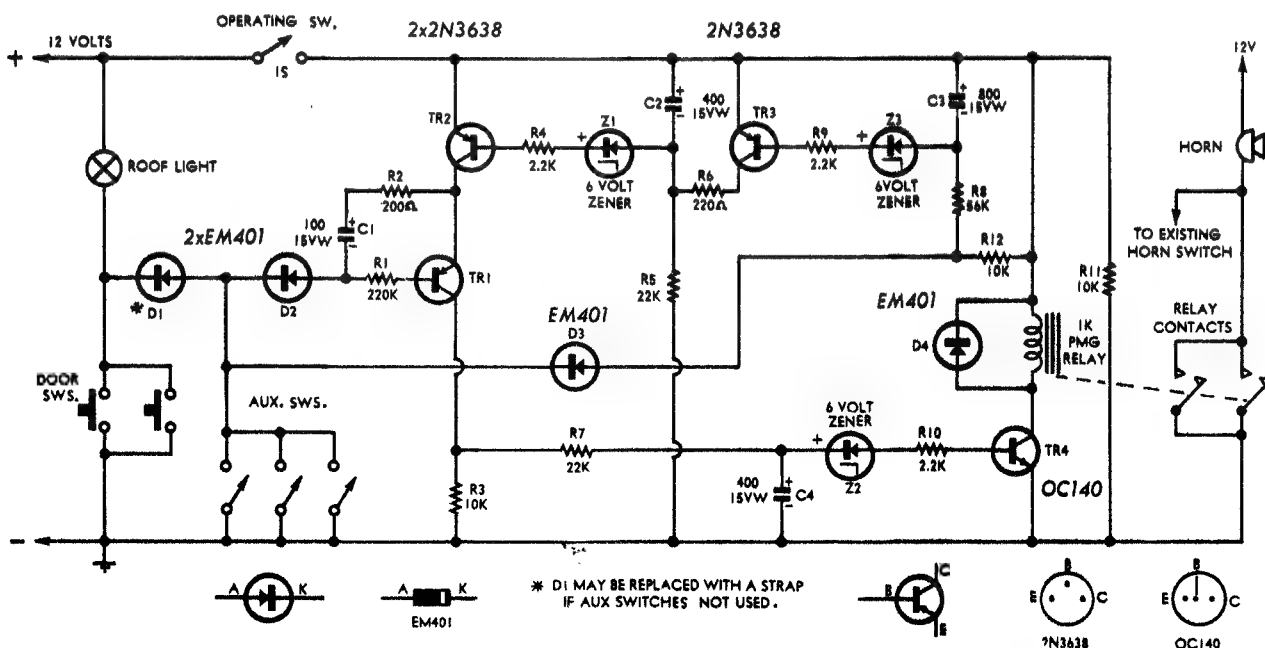 OPERATING SW.
2x2N3638
2N3638
+
12 VOLTS
1S
12V
C2
+
400
15VW
-
TR3
C3
+
800
15VW
-
TR2
R4
2.2K
+
Z1
6 VOLT
ZENER
R9
2.2K
+
Z3
6 VOLT
ZENER
HORN
ROOF LIGHT
R2
200Ω
R6
220Ω
R8
56K
TO EXISTING
HORN SWITCH
2xEM401
100
15VW
+
C1
-
R12
10K
R1
220K
TR1
R5
22K
R11
10K
* D1
D2
EM401
D3
EM401
D4
1K
PMG
RELAY
RELAY
CONTACTS
DOOR
SWS.
AUX. SWS.
6 VOLT
ZENER
R7
22K
+
Z2
R10
2.2K
TR4
OC140
R3
10K
400
15VW
+
C4
-
-
A
K
A
K
EM401
* D1 MAY BE REPLACED WITH A STRAP
IF AUX SWITCHES NOT USED.
C
B
E
B
E
C
2N3638
B
E
C
OC140